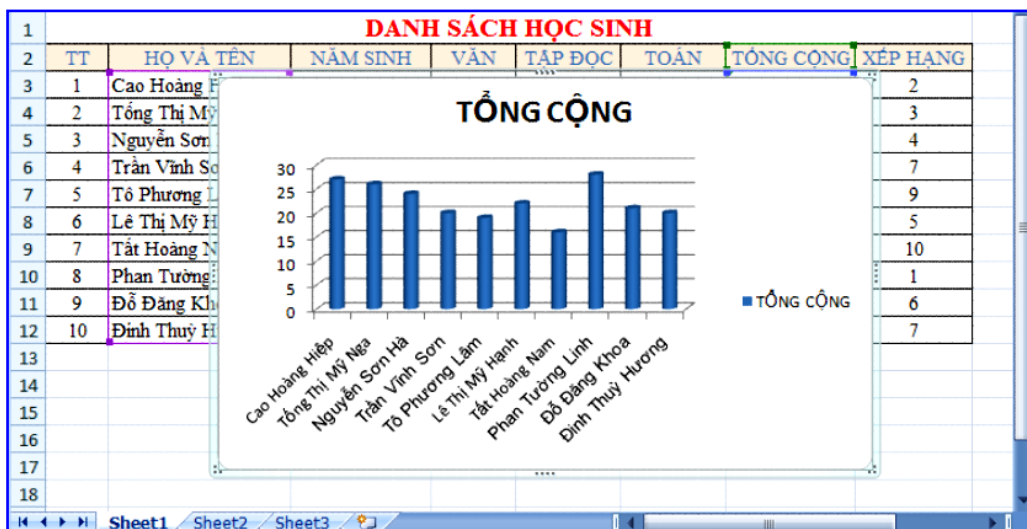 1 DANH SÁCH HỌC SINH
2 TT HỌ VÀ TÊN NĂM SINH VĂN TẬP ĐỌC TOÁN TỔNG CỘNG XẾP HẠNG
3 1 Cao Hoàng 2
4 2 Tống Thị Mỹ 3
5 3 Nguyễn Sơn 4
6 4 Trần Vĩnh 7
7 5 Tô Phương 9
8 6 Lê Thị Mỹ 5
9 7 Tất Hoàng 10
10 8 Phan Tường 1
11 9 Đỗ Đăng 6
12 10 Đinh Thuỳ 7
13
14
15
16
17
18
TỔNG CỘNG
30
25
20
15
10
5
0
Cao Hoàng Hiệp
Tống Thị Mỹ Nga
Nguyễn Sơn Hà
Trần Vĩnh Sơn
Tô Phương Lâm
Lê Thị Mỹ Hạnh
Tất Hoàng Nam
Phan Tường Linh
Đỗ Đăng Khoa
Đinh Thuỳ Hương
TỔNG CỘNG
Sheet1 Sheet2 Sheet3